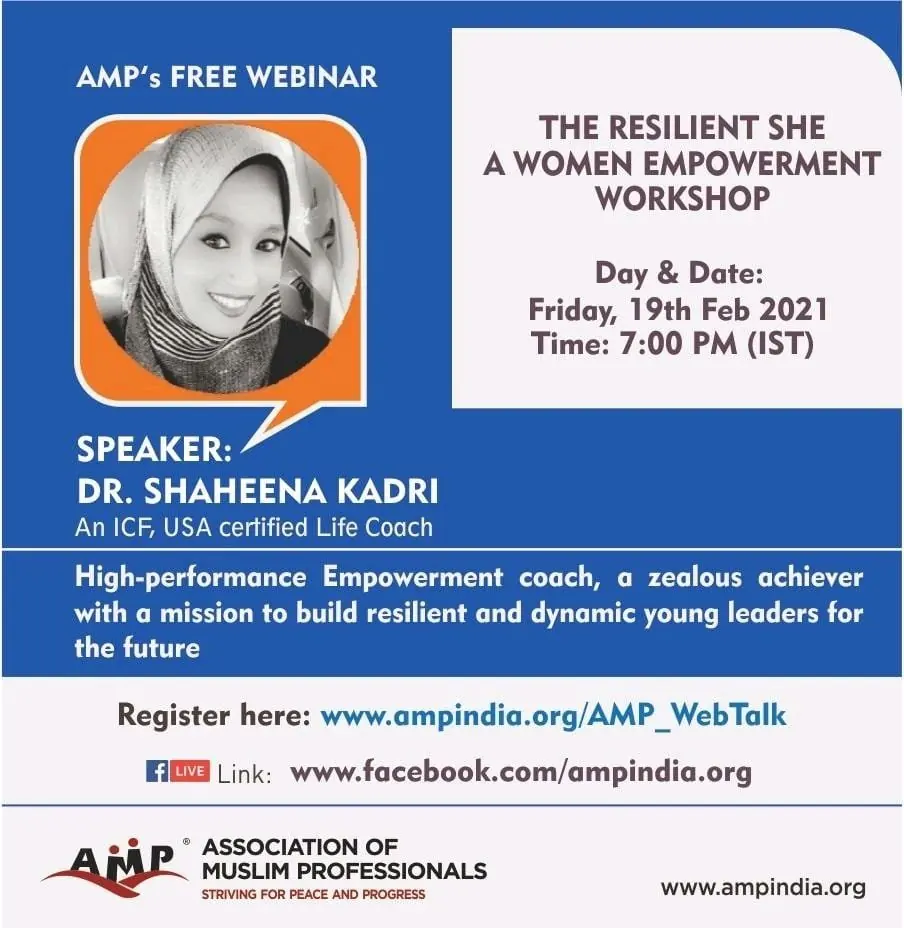 AMP's FREE WEBINAR
THE RESILIENT SHE
A WOMEN EMPOWERMENT
WORKSHOP
Day & Date:
Friday, 19th Feb 2021
Time: 7:00 PM (IST)
SPEAKER:
DR. SHAHEENA KADRI
An ICF, USA certified Life Coach
High-performance Empowerment coach, a zealous achiever
with a mission to build resilient and dynamic young leaders for
the future
Register here: www.ampindia.org/AMP_WebTalk
f LIVE Link: www.facebook.com/ampindia.org
AMP ® ASSOCIATION OF
MUSLIM PROFESSIONALS
STRIVING FOR PEACE AND PROGRESS
www.ampindia.org